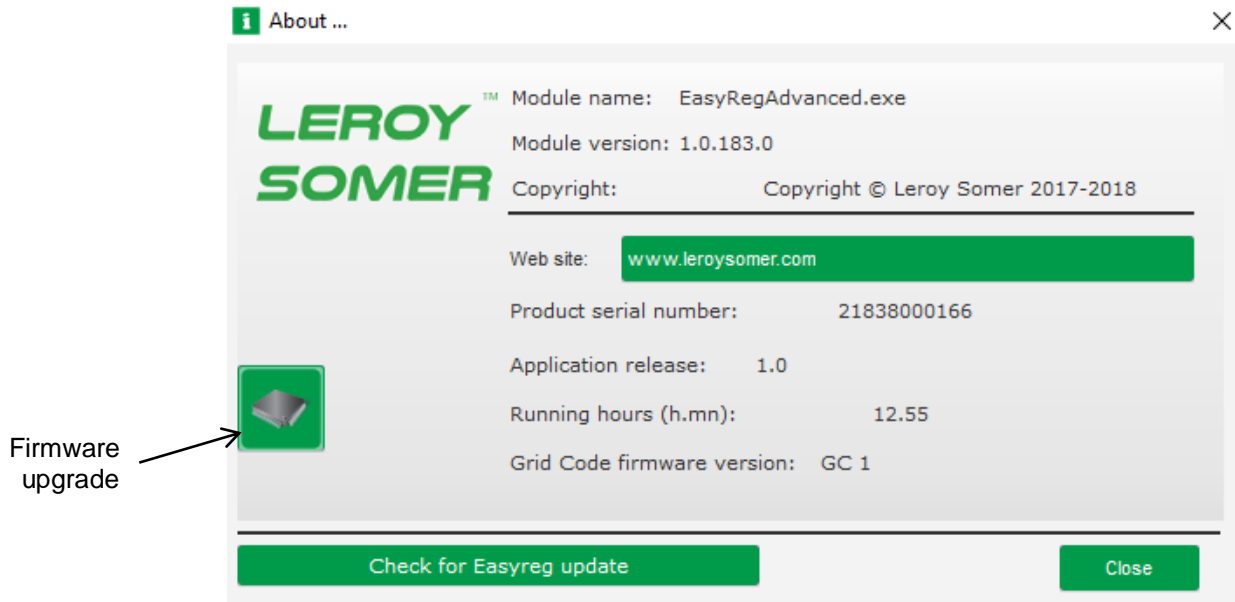 About ...
LEROY ™
SOMER
Module name: EasyRegAdvanced.exe
Module version: 1.0.183.0
Copyright: Copyright © Leroy Somer 2017-2018
Web site: www.leroysomer.com
Product serial number: 21838000166
Application release: 1.0
Running hours (h.mn): 12.55
Grid Code firmware version: GC 1
Firmware
upgrade
Check for Easyreg update
Close